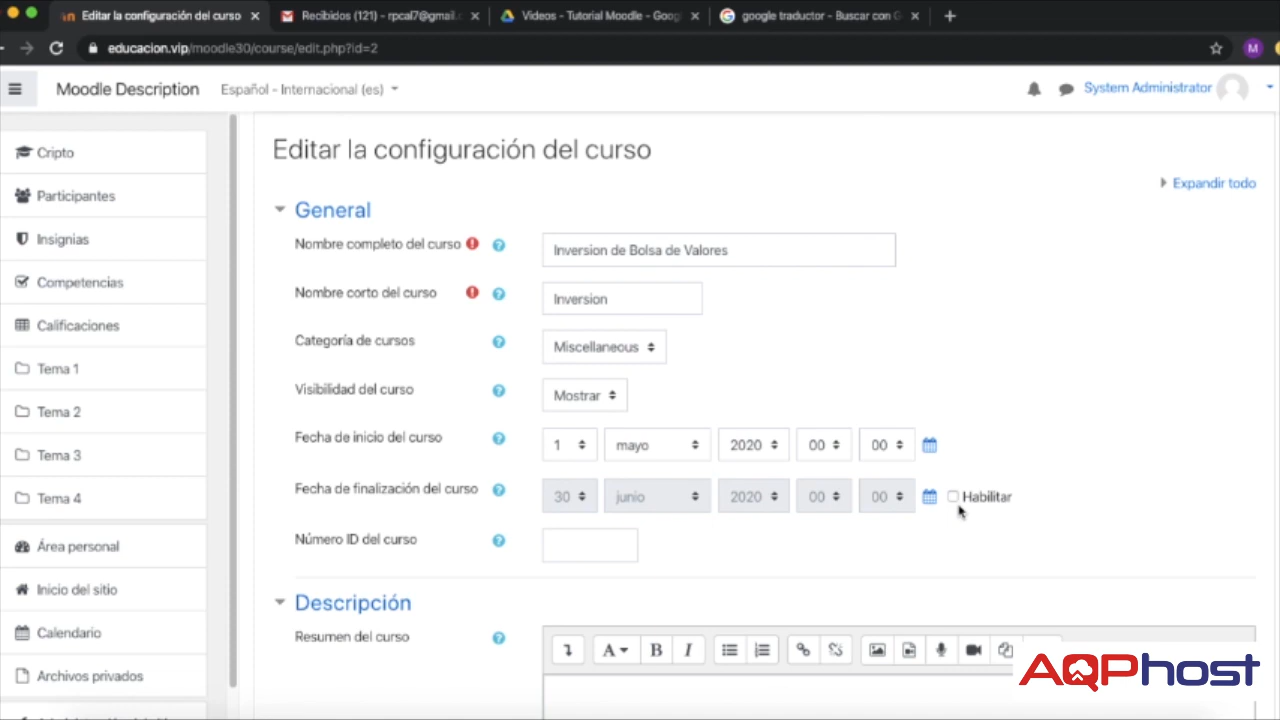 Editar la configuración del curso
Recibidos (121) - rpcal7@gmail.c
Videos - Tutorial Moodle - Goog
google traductor - Buscar con G
educacion.vip/moodle30/course/edit.php?id=2
M
Moodle Description
Español - Internacional (es)
System Administrator
Cripto
Participantes
Insignias
Competencias
Calificaciones
Tema 1
Tema 2
Tema 3
Tema 4
Área personal
Inicio del sitio
Calendario
Archivos privados
Editar la configuración del curso
Expandir todo
General
Nombre completo del curso
Inversion de Bolsa de Valores
Nombre corto del curso
Inversion
Categoría de cursos
Miscellaneous
Visibilidad del curso
Mostrar
Fecha de inicio del curso
1 mayo 2020 00 00
Fecha de finalización del curso
30 junio 2020 00 00 Habilitar
Número ID del curso
Descripción
Resumen del curso
A B I
AQPhost